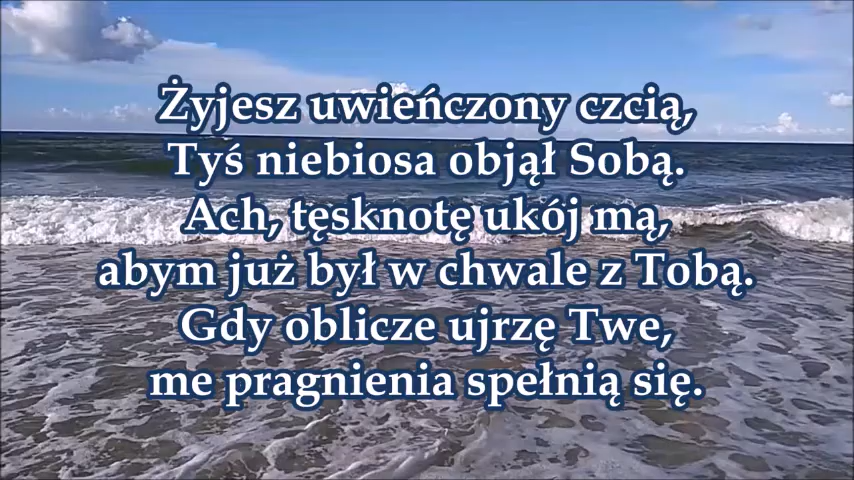 Żyjesz uwieńczony czcią,
Tyś niebiosa objął Sobą.
Ach, tęsknotę ukój mą,
abym już był w chwale z Tobą.
Gdy oblicze ujrzę Twe,
me pragnienia spełnią się.